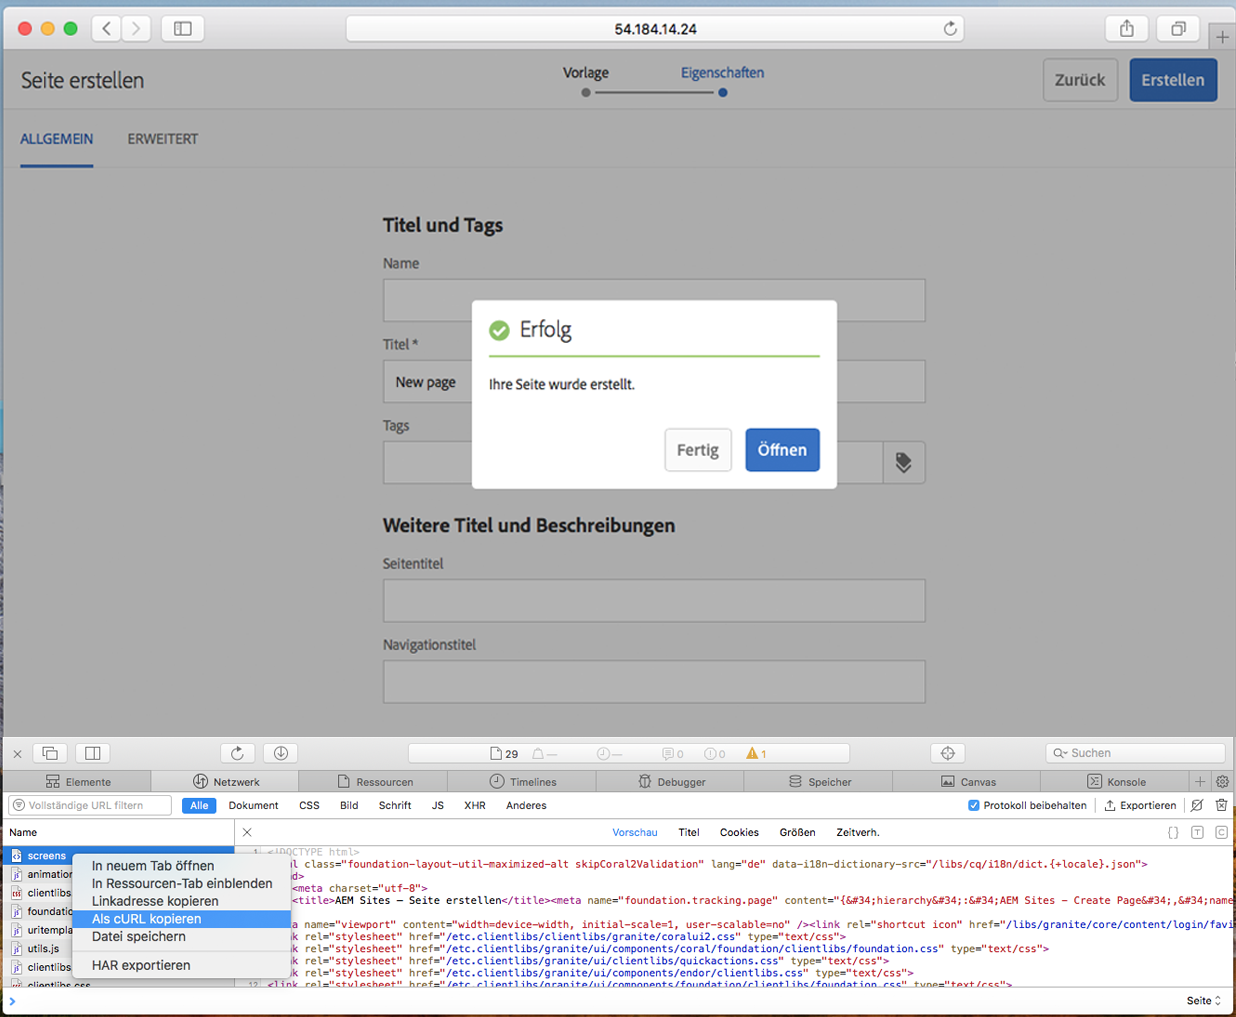 54.184.14.24
Seite erstellen
Vorlage
Eigenschaften
Zurück
Erstellen
ALLGEMEIN
ERWEITERT
Titel und Tags
Name
Titel *
New page
Tags
Erfolg
Ihre Seite wurde erstellt.
Fertig
Öffnen
Weitere Titel und Beschreibungen
Seitentitel
Navigationstitel
29 — — 0 0 1
Suchen
Elemente
Netzwerk
Ressourcen
Timelines
Debugger
Speicher
Canvas
Konsole
Vollständige URL filtern
Alle
Dokument
CSS
Bild
Schrift
JS
XHR
Anderes
Protokoll beibehalten
Exportieren
Name
Vorschau
Titel
Cookies
Größen
Zeitverh.
{ }
T
C
screens
animation
clientlibs
foundatio
uritempla
utils.js
clientlibs
clientlibs.css
In neuem Tab öffnen
In Ressourcen-Tab einblenden
Linkadresse kopieren
Als cURL kopieren
Datei speichern
HAR exportieren
1 <!DOCTYPE html>
l class="foundation-layout-util-maximized-alt skipCoral2Validation" lang="de" data-i18n-dictionary-src="/libs/cq/i18n/dict.{+locale}.json">
d>
<meta charset="utf-8">
<title>AEM Sites – Seite erstellen</title><meta name="foundation.tracking.page" content="{&#34;hierarchy&#34;:&#34;AEM Sites - Create Page&#34;,&#34;name
a name="viewport" content="width=device-width, initial-scale=1, user-scalable=no" /><link rel="shortcut icon" href="/libs/granite/core/content/login/favi
nk rel="stylesheet" href="/etc.clientlibs/granite/coralui2.css" type="text/css">
nk rel="stylesheet" href="/etc.clientlibs/granite/ui/components/coral/foundation/clientlibs/foundation.css" type="text/css">
nk rel="stylesheet" href="/etc.clientlibs/granite/ui/clientlibs/quickactions.css" type="text/css">
nk rel="stylesheet" href="/etc.clientlibs/granite/ui/components/endor/clientlibs.css" type="text/css">
12 <link rel="stylesheet" href="/etc.clientlibs/granite/ui/components/foundation/clientlibs/foundation.css" type="text/css">
Seite